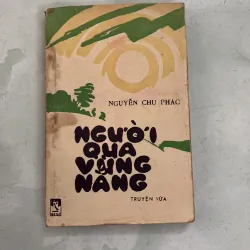 NGUYỄN CHU PHÁC
NGƯỜI
QUA
VÙNG
NẮNG
TRUYỆN VỪA